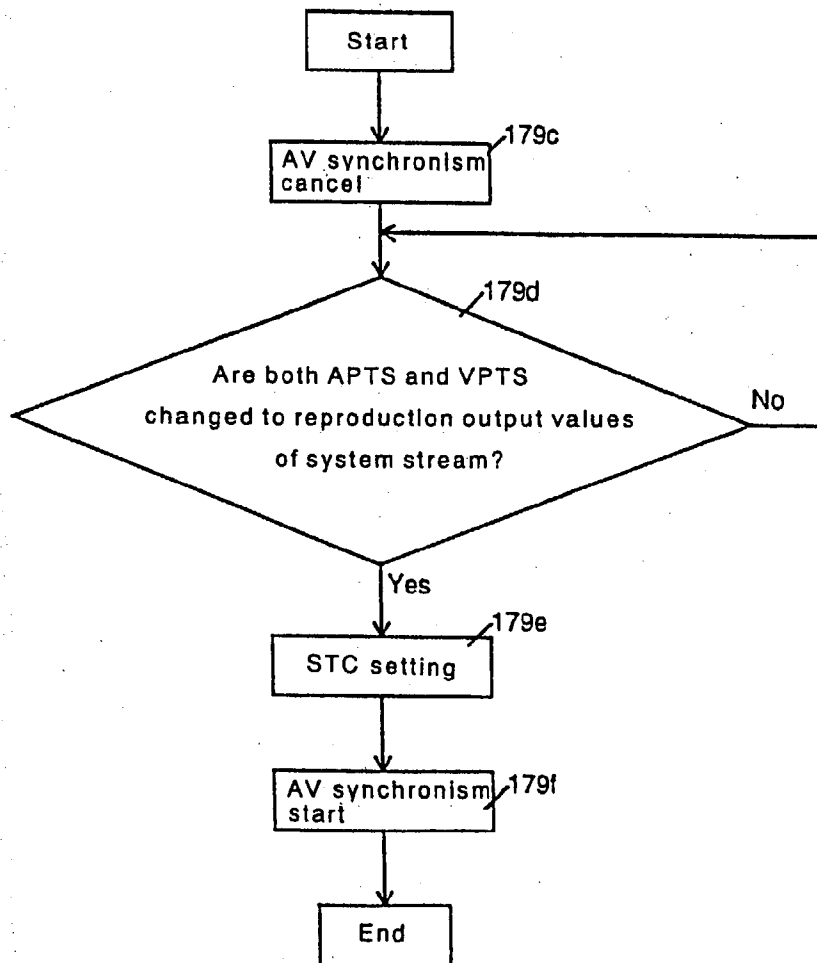 Start
179c
AV synchronism
cancel
179d
Are both APTS and VPTS
changed to reproduction output values
of system stream?
No
Yes
179e
STC setting
179f
AV synchronism
start
End